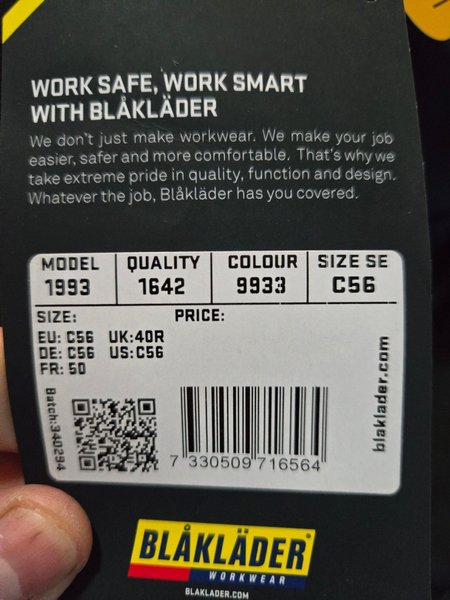 WORK SAFE, WORK SMART
WITH BLÅKLÄDER
We don't just make workwear. We make your job
easier, safer and more comfortable. That's why we
take extreme pride in quality, function and design.
Whatever the job, Blåkläder has you covered.
MODEL QUALITY COLOUR SIZE SE
1993 1642 9933 C56
SIZE: PRICE:
EU: C56 UK:40R
DE: C56 US:C56
FR: 50
Batch:340294
7 330509 716564
blaklader.com
BLÅKLÄDER®
WORKWEAR
BLAKLADER.COM